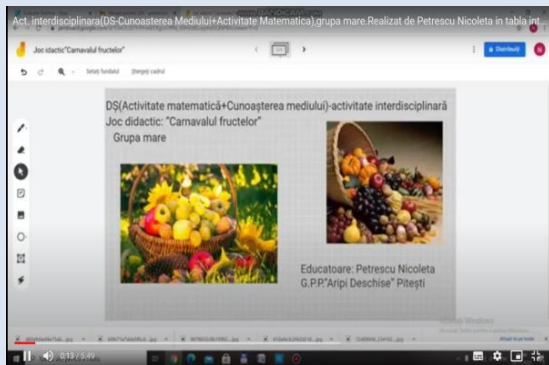 Act. interdisciplinara(DS-Cunoasterea Mediului+Activitate Matematica),grupa mare.Realizat de Petrescu Nicoleta in tabla int...
Joc idactic"Carnavalul fructelor"
1/1
Distribuiți
N
Setați fundalul
Ștergeți cadrul
DȘ(Activitate matematică+Cunoașterea mediului)-activitate interdisciplinară
Joc didactic: "Carnavalul fructelor"
Grupa mare
Educatoare: Petrescu Nicoleta
G.P.P."Aripi Deschise" Pitești
0:13 / 5:49